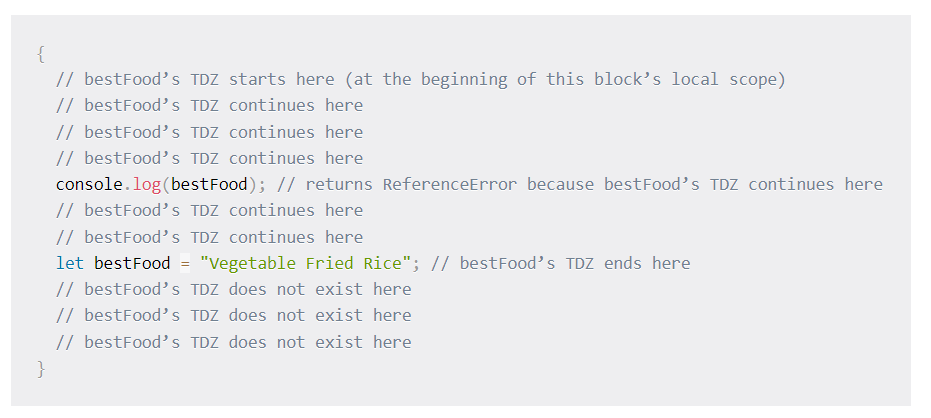 {
// bestFood’s TDZ starts here (at the beginning of this block’s local scope)
// bestFood’s TDZ continues here
// bestFood’s TDZ continues here
// bestFood’s TDZ continues here
console.log(bestFood); // returns ReferenceError because bestFood’s TDZ continues here
// bestFood’s TDZ continues here
// bestFood’s TDZ continues here
let bestFood = "Vegetable Fried Rice"; // bestFood’s TDZ ends here
// bestFood’s TDZ does not exist here
// bestFood’s TDZ does not exist here
// bestFood’s TDZ does not exist here
}